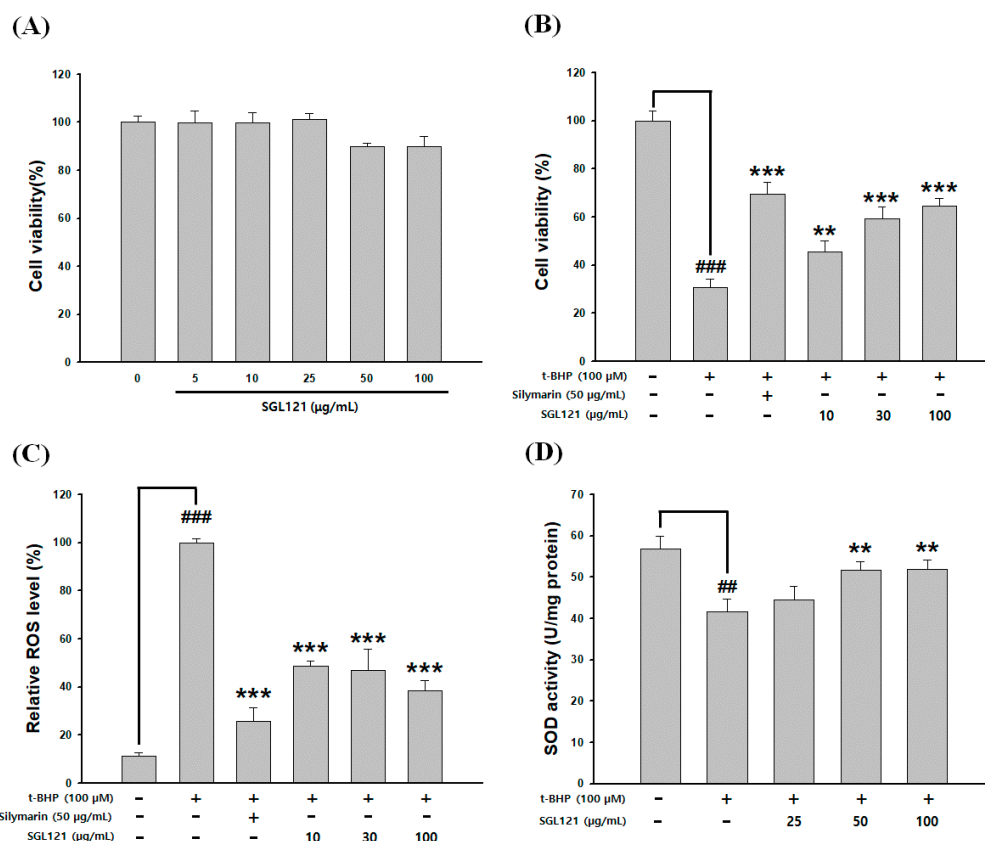 (A)
120
100
80
60
40
20
0
Cell viability(%)
0 5 10 25 50 100
SGL121 (μg/mL)
(B)
120
100
80
60
40
20
0
Cell viability (%)
###
***
**
***
***
t-BHP (100 μM) − + + + + +
Silymarin (50 μg/mL) − − + − − −
SGL121 (μg/mL) − − − 10 30 100
(C)
120
100
80
60
40
20
0
Relative ROS level (%)
###
***
***
***
***
t-BHP (100 μM) − + + + + +
Silymarin (50 μg/mL) − − + − − −
SGL121 (μg/mL) − − − 10 30 100
(D)
70
60
50
40
30
20
10
0
SOD activity (U/mg protein)
##
**
**
t-BHP (100 μM) − + + + +
SGL121 (μg/mL) − − 25 50 100